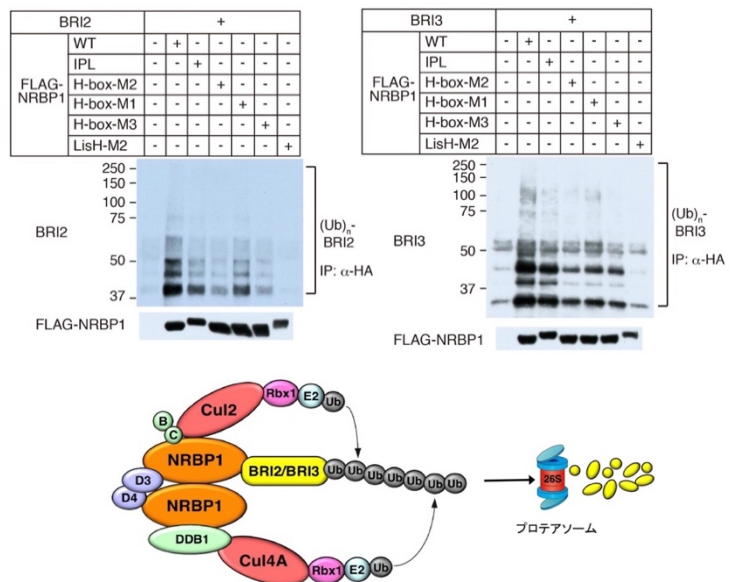 BRI2 +
FLAG-NRBP1
WT - + - - - - -
IPL - - + - - - -
H-box-M2 - - - + - - -
H-box-M1 - - - - + - -
H-box-M3 - - - - - + -
LisH-M2 - - - - - - +
BRI2
250
150
100
75
50
37
(Ub)n-
BRI2
IP: α-HA
FLAG-NRBP1
BRI3 +
FLAG-
NRBP1
WT - + - - - - -
IPL - - + - - - -
H-box-M2 - - - + - - -
H-box-M1 - - - - + - -
H-box-M3 - - - - - + -
LisH-M2 - - - - - - +
BRI3
250
150
100
75
50
37
(Ub)n-
BRI3
IP: α-HA
FLAG-NRBP1
B
C
Cul2
Rbx1
E2
Ub
NRBP1
BRI2/BRI3
Ub Ub Ub Ub Ub Ub Ub
D3
D4
NRBP1
DDB1
Cul4A
Rbx1
E2
Ub
26S
プロテアソーム